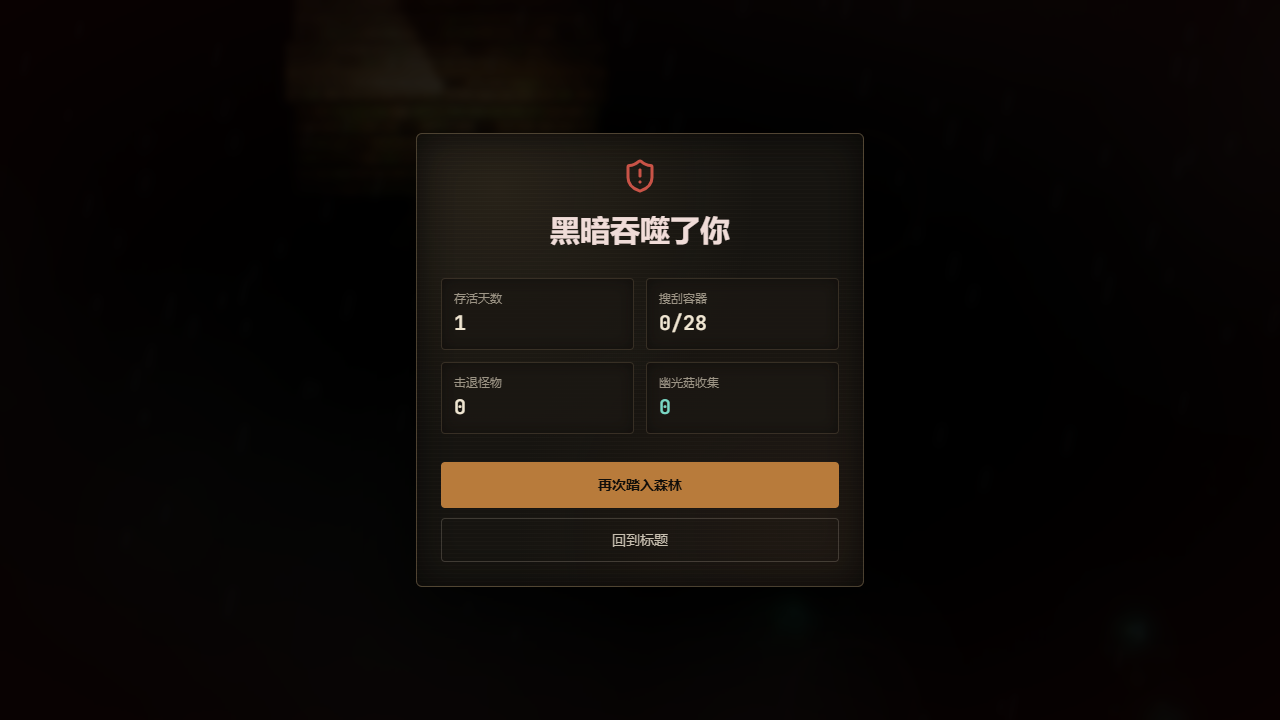 黑暗吞噬了你
存活天数
1
搜刮容器
0/28
击退怪物
0
幽光菇收集
0
再次踏入森林
回到标题